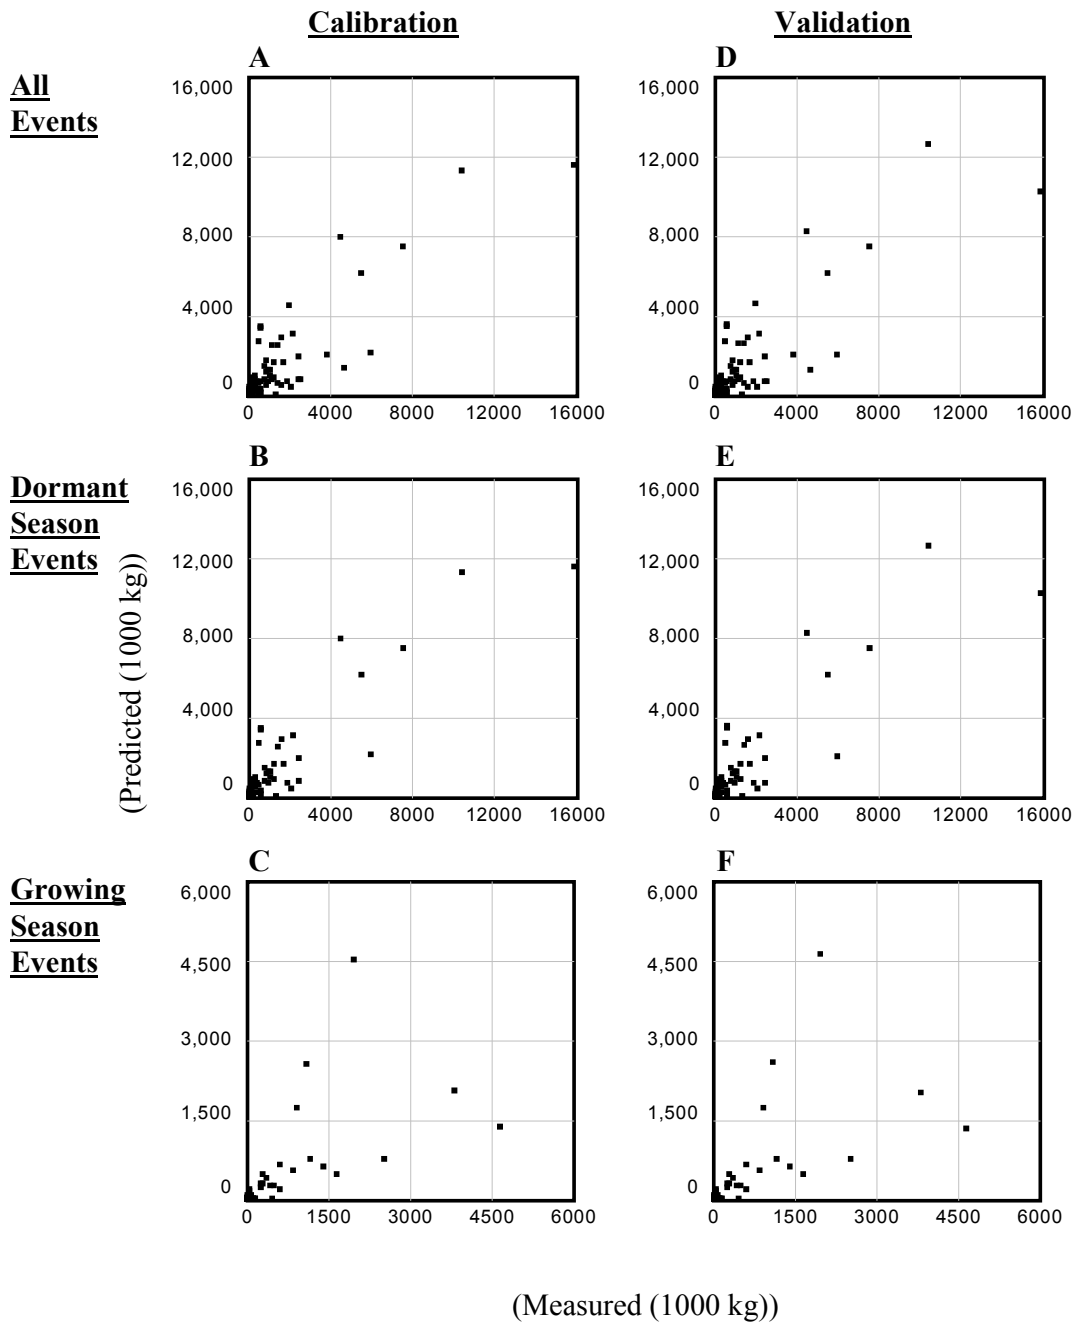 Calibration
Validation
A
D
All
Events
16,000
12,000
8,000
4,000
0
0 4000 8000 12000 16000
16,000
12,000
8,000
4,000
0
0 4000 8000 12000 16000
B
E
Dormant
Season
Events
16,000
12,000
8,000
4,000
0
0 4000 8000 12000 16000
16,000
12,000
8,000
4,000
0
0 4000 8000 12000 16000
(Predicted (1000 kg))
C
F
Growing
Season
Events
6,000
4,500
3,000
1,500
0
0 1500 3000 4500 6000
6,000
4,500
3,000
1,500
0
0 1500 3000 4500 6000
(Measured (1000 kg))